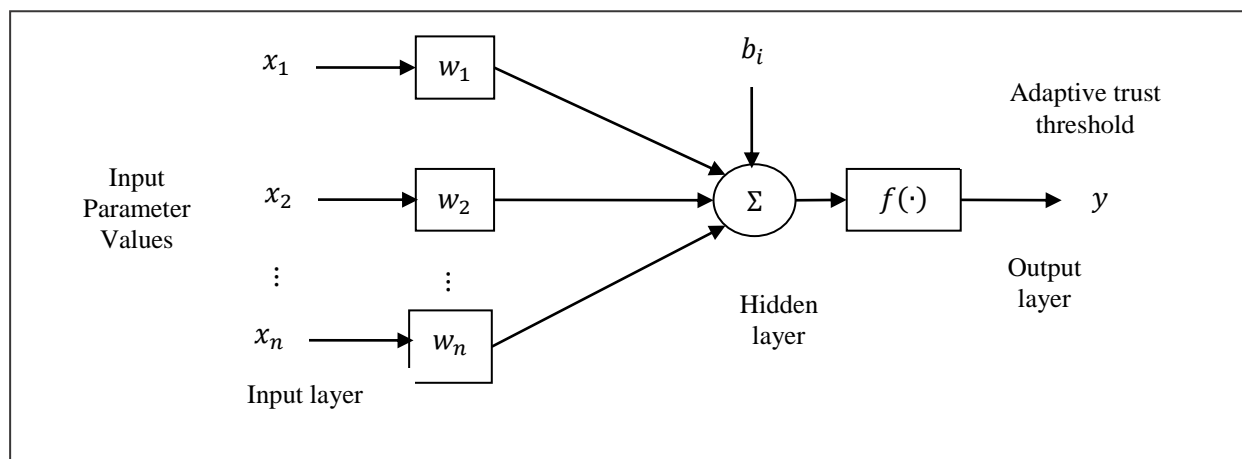 x₁
w₁
bᵢ
Adaptive trust
threshold
Input
Parameter
Values
x₂
w₂
Σ
f(·)
y
⋮
⋮
Output
layer
Hidden
layer
xₙ
wₙ
Input layer